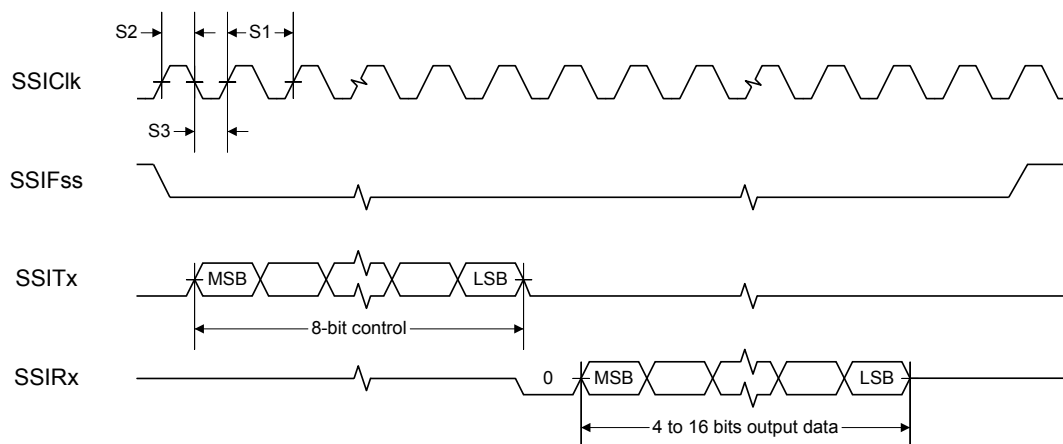 S2
S1
SSIClk
S3
SSIFss
SSITx
MSB
LSB
8-bit control
SSIRx
0
MSB
LSB
4 to 16 bits output data